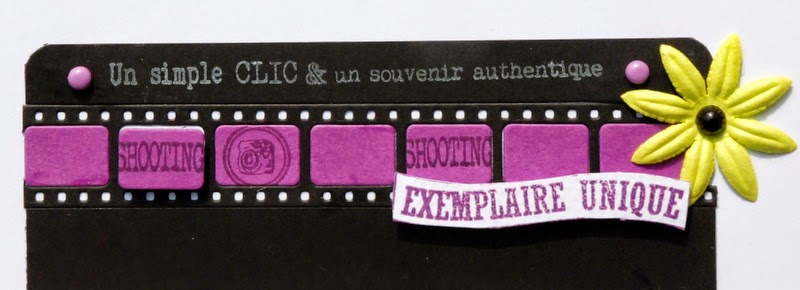 Un simple CLIC & un souvenir authentique
SHOOTING SHOOTING
EXEMPLAIRE UNIQUE